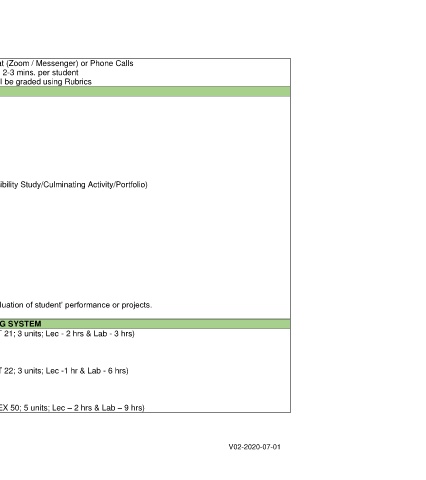 at (Zoom / Messenger) or Phone Calls
2-3 mins. per student
l be graded using Rubrics
ibility Study/Culminating Activity/Portfolio)
luation of student' performance or projects.
G SYSTEM
T 21; 3 units; Lec - 2 hrs & Lab - 3 hrs)
T 22; 3 units; Lec -1 hr & Lab - 6 hrs)
EX 50; 5 units; Lec – 2 hrs & Lab – 9 hrs)
V02-2020-07-01